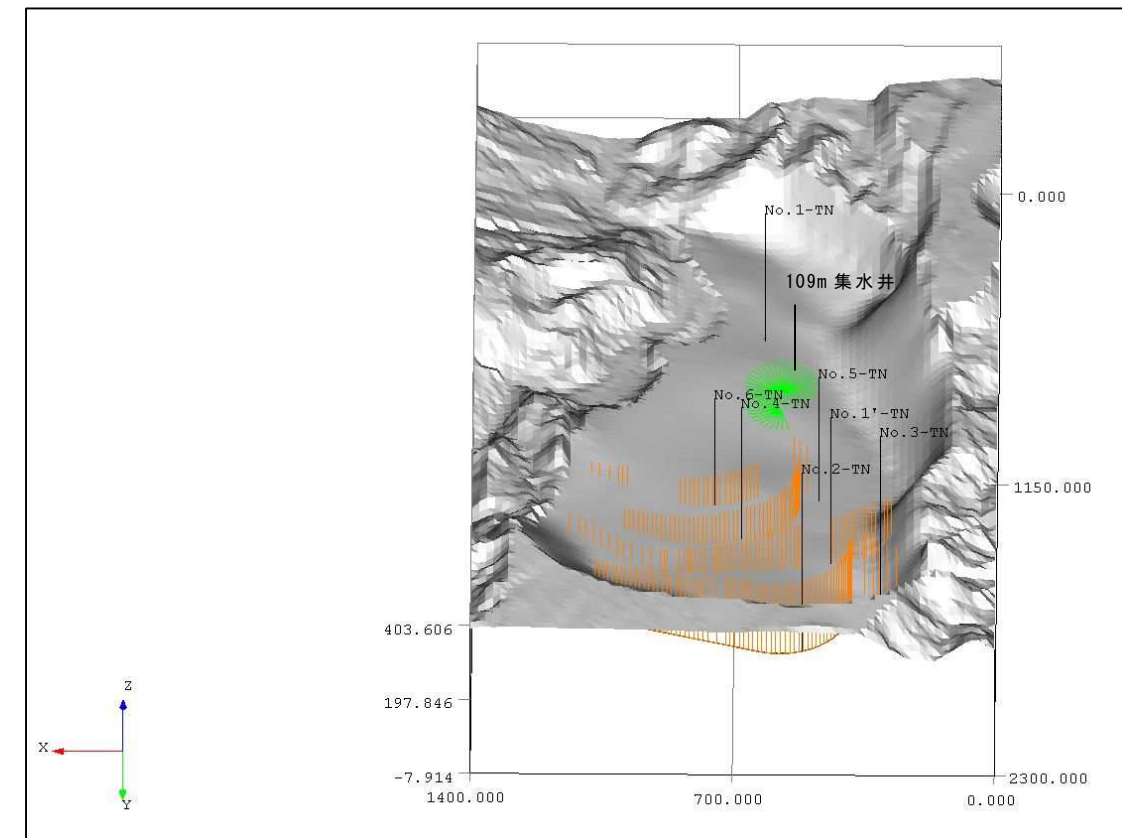 0.000
No.1-TN
109m 集水井
No.5-TN
No.6-TN
No.4-TN
No.1'-TN
No.3-TN
No.2-TN
1150.000
403.606
Z
197.846
X
-7.914
2300.000
1400.000
700.000
0.000
Y